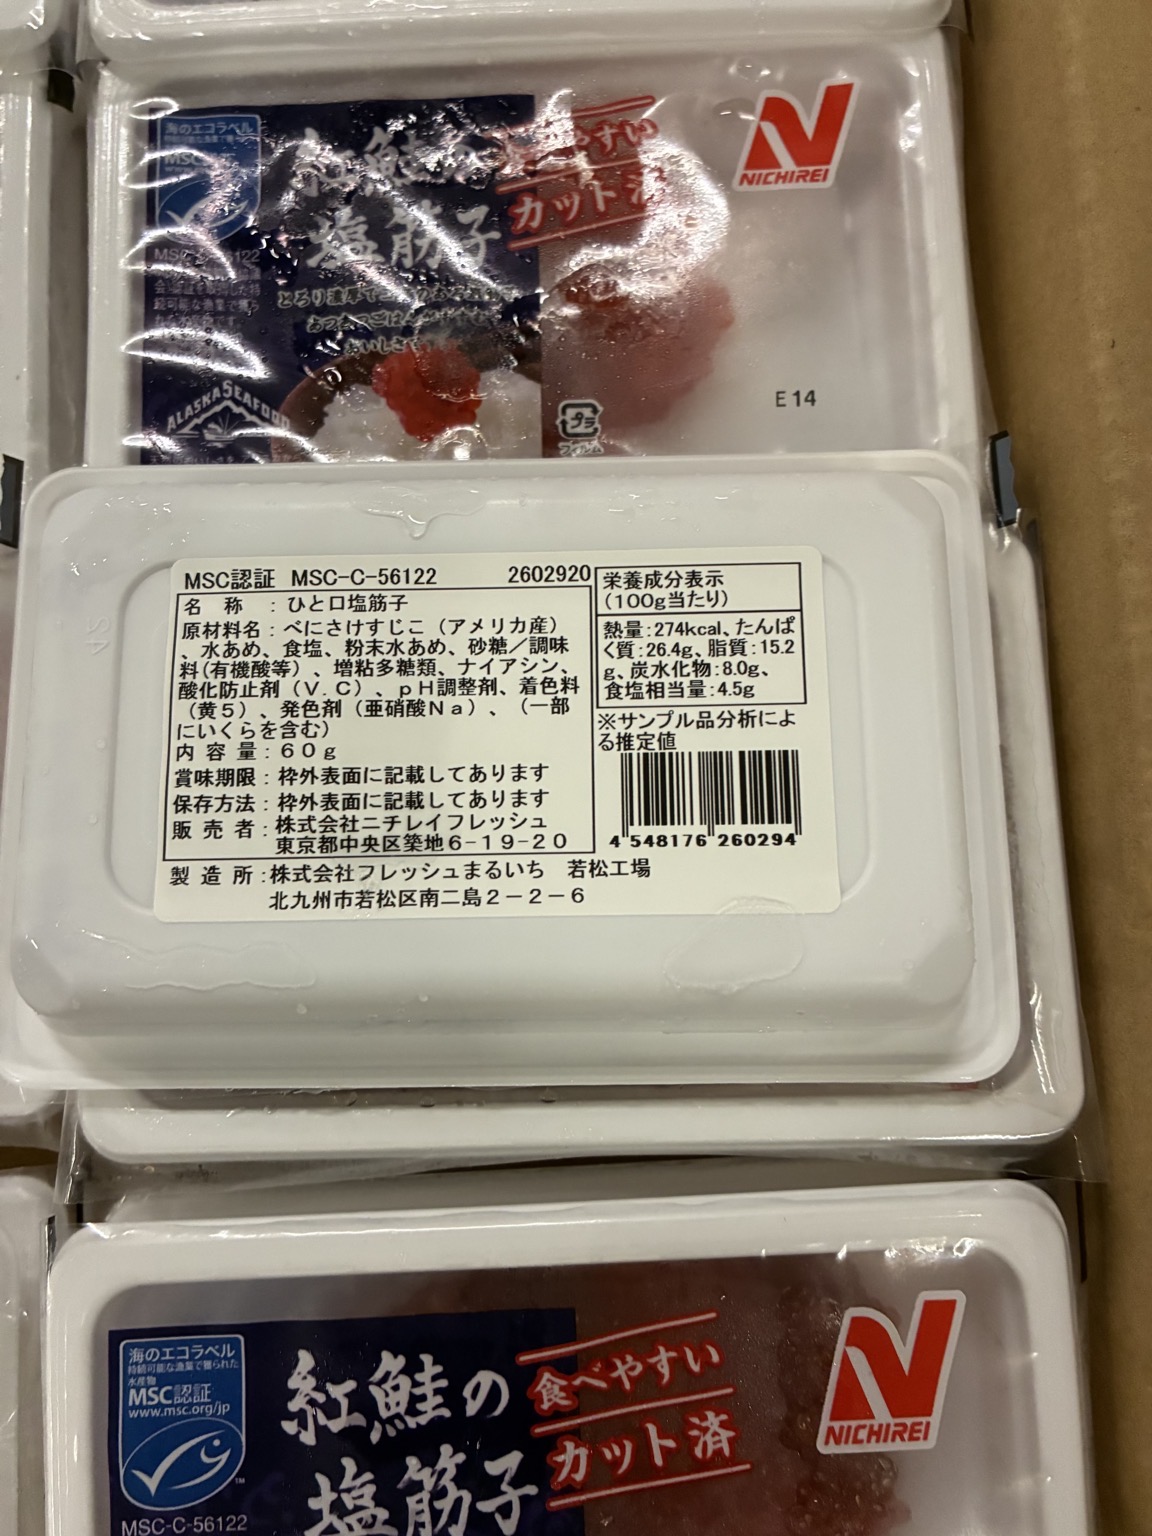 海のエコラベル
MSC
紅鮭の
塩筋子
やすい
カット済
NICHIREI
ALASKA SEAFOOD
プラ
フィルム
E 14
MSC認証 MSC-C-56122 2602920
名 称 : ひと口塩筋子
原材料名 : べにさけすじこ（アメリカ産）
、水あめ、食塩、粉末水あめ、砂糖／調味
料(有機酸等）、増粘多糖類、ナイアシン、
酸化防止剤（V.C）、pH調整剤、着色料
（黄5）、発色剤（亜硝酸Na）、（一部
にいくらを含む）
内 容 量 : 60g
賞味期限 : 枠外表面に記載してあります
保存方法 : 枠外表面に記載してあります
販 売 者 : 株式会社ニチレイフレッシュ
東京都中央区築地6-19-20
製 造 所 : 株式会社フレッシュまるいち 若松工場
北九州市若松区南二島2-2-6
栄養成分表示
(100g当たり)
熱量:274kcal、たんぱ
く質:26.4g、脂質:15.2
g、炭水化物:8.0g、
食塩相当量:4.5g
※サンプル品分析によ
る推定値
4 548176 260294
海のエコラベル
持続可能な漁業で獲られた
水産物
MSC認証
www.msc.org/jp
TM
MSC-C-56122
紅鮭の
塩筋子
食べやすい
カット済
NICHIREI